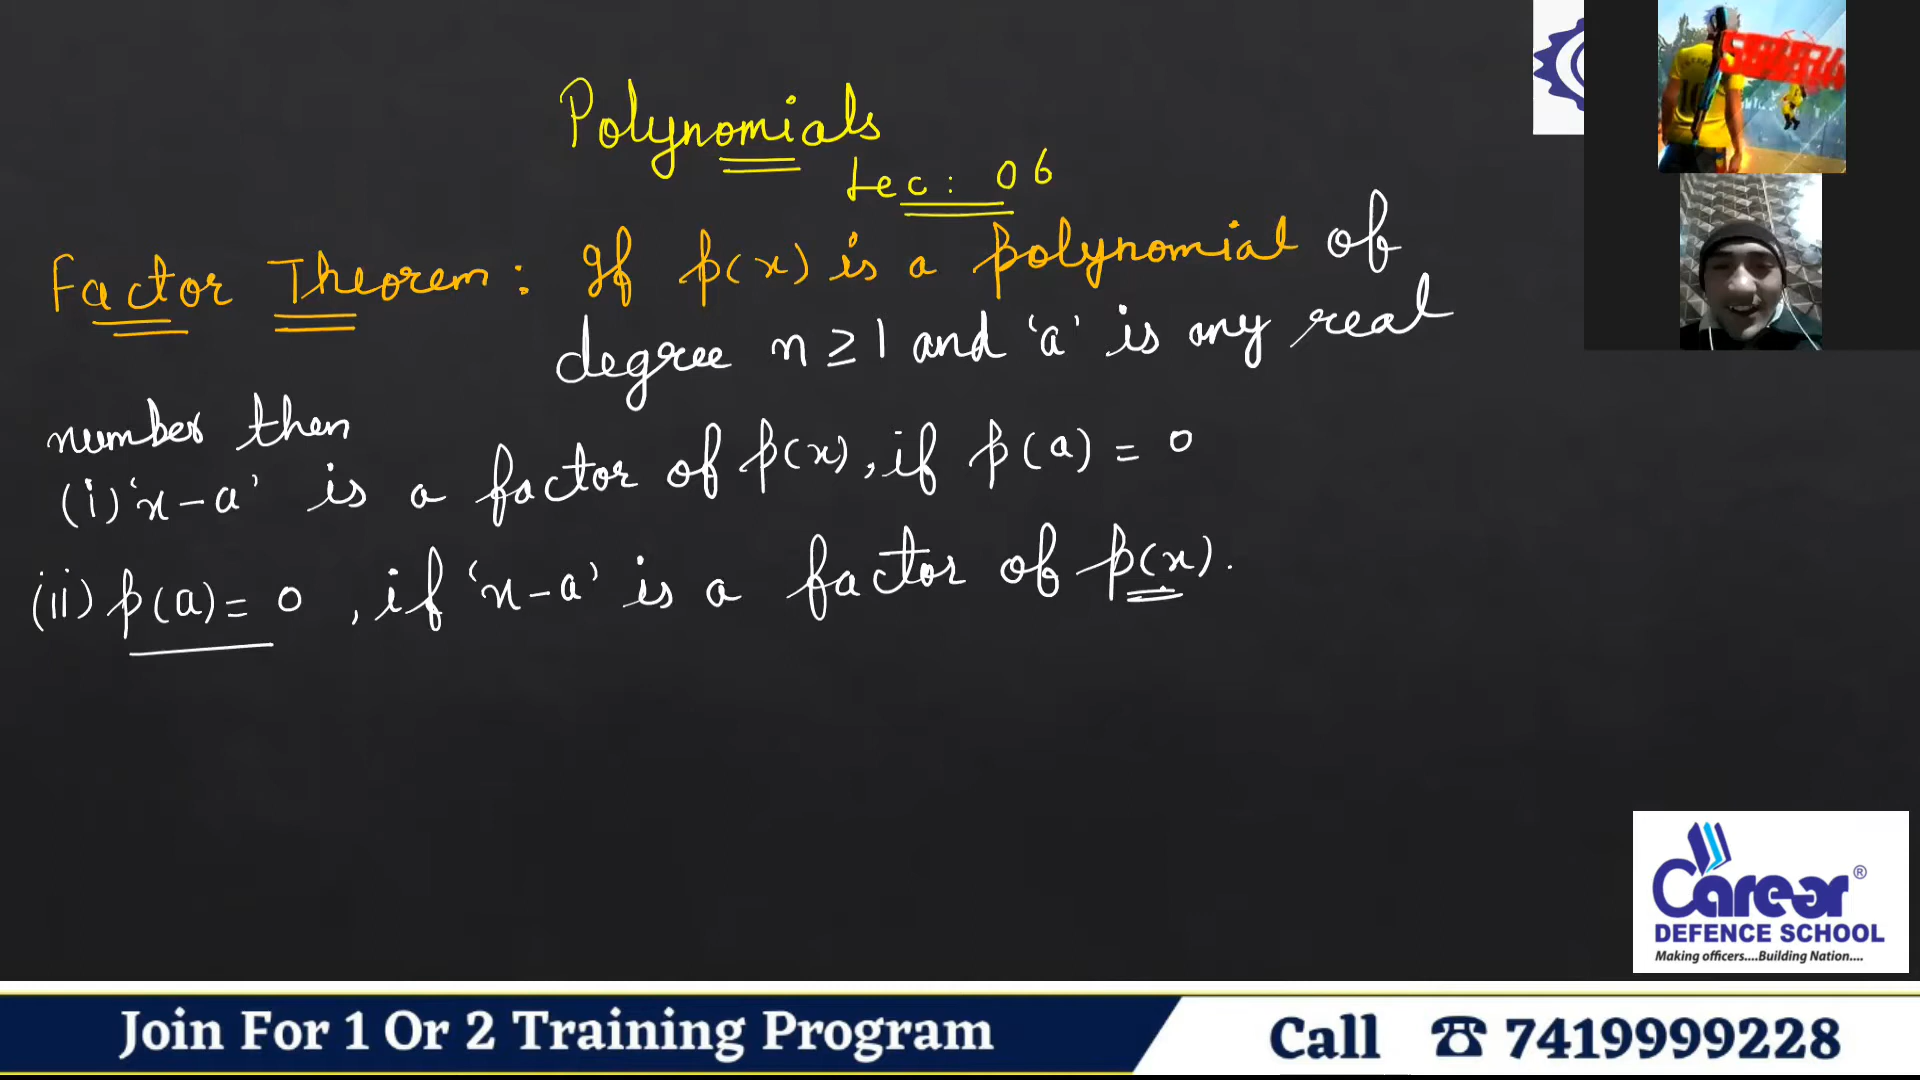 Polynomials
Lec: 06
Factor Theorem: If p(x) is a polynomial of
degree n ≥ 1 and 'a' is any real
number then
(i) 'x-a' is a factor of p(x), if p(a) = 0
(ii) p(a) = 0, if 'x-a' is a factor of p(x).
10
Career®
DEFENCE SCHOOL
Making officers....Building Nation....
Join For 1 Or 2 Training Program
Call ☎ 7419999228